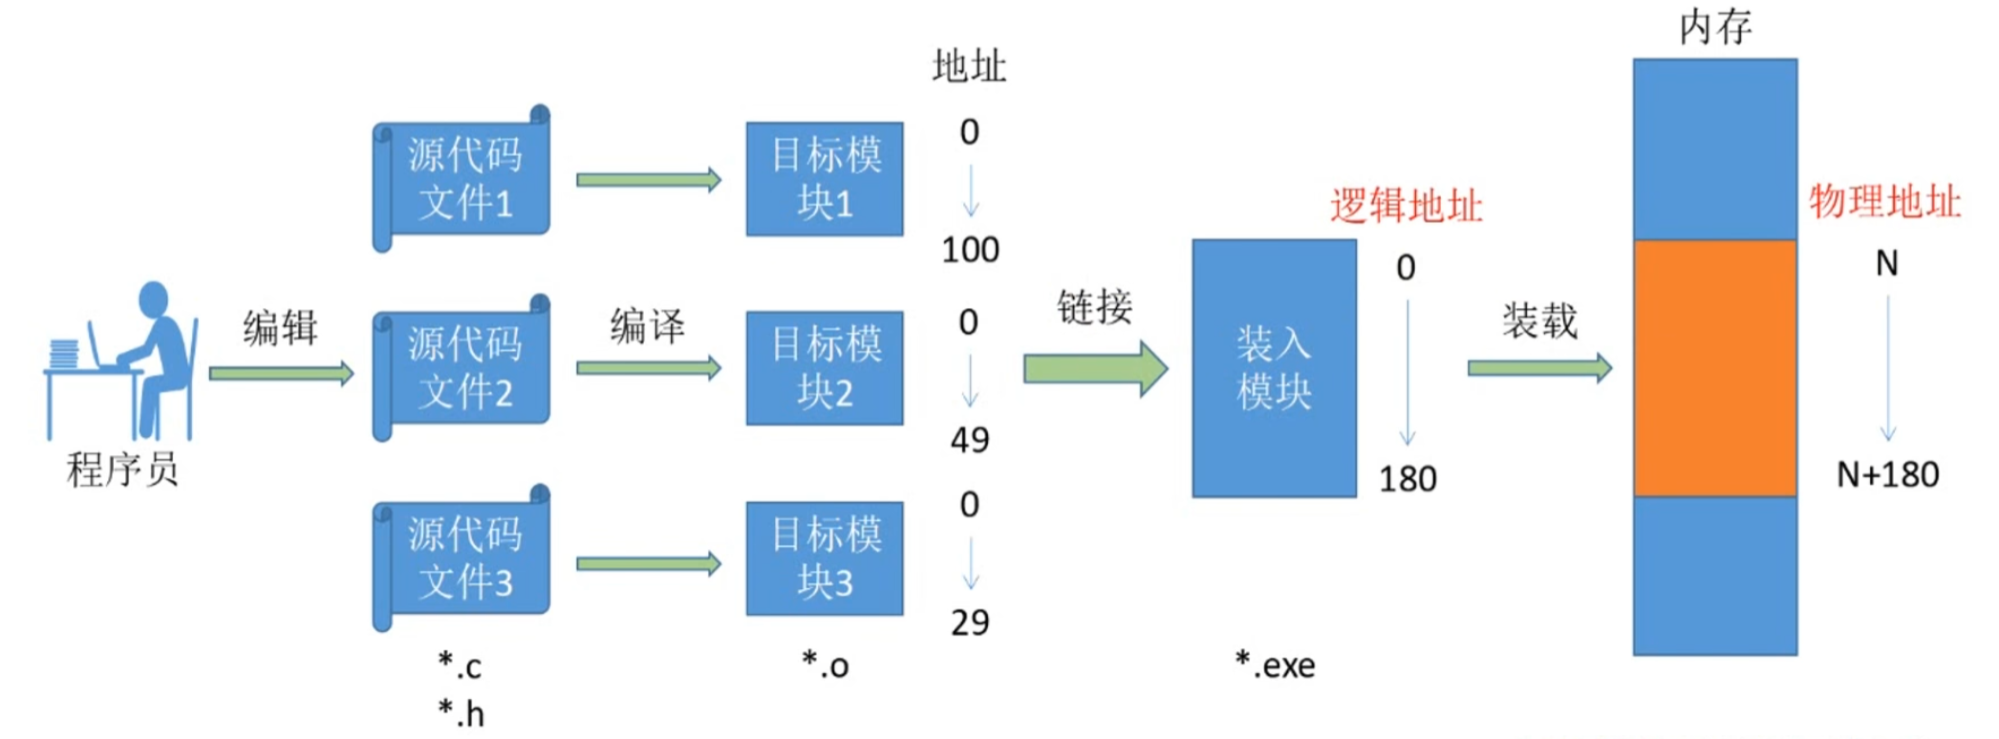 内存
地址
源代码
文件1
目标模
块1
0
100
逻辑地址
物理地址
程序员
编辑
源代码
文件2
编译
目标模
块2
0
49
链接
装入
模块
0
180
装载
N
N+180
源代码
文件3
目标模
块3
0
29
*.c
*.h
*.o
*.exe